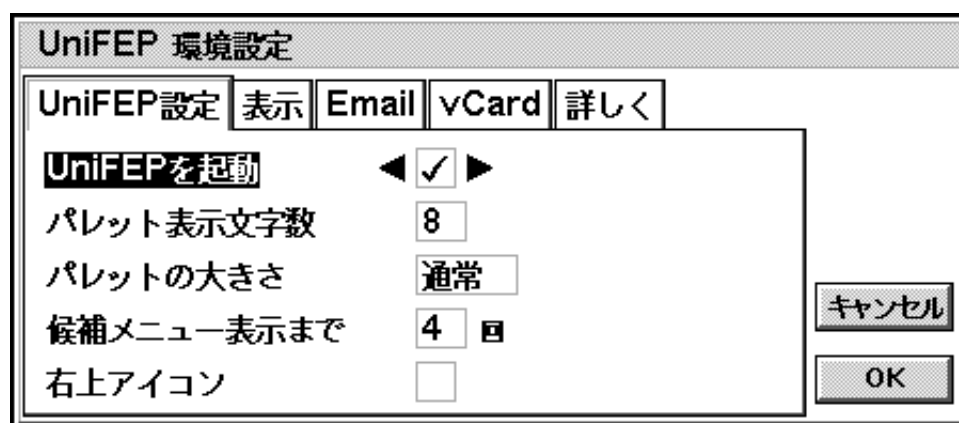 UniFEP 環境設定
UniFEP設定 表示 Email vCard 詳しく
UniFEPを起動
パレット表示文字数 8
パレットの大きさ 通常
候補メニュー表示まで 4 回
右上アイコン
キャンセル
OK